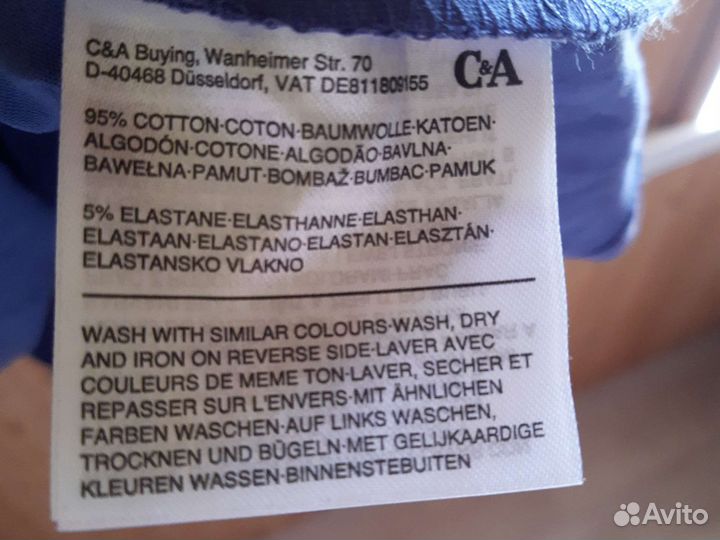 C&A Buying, Wanheimer Str. 70
D-40468 Düsseldorf, VAT DE811809155
C&A
95% COTTON·COTON·BAUMWOLLE·KATOEN·
ALGODÓN·COTONE·ALGODÃO·BAVLNA·
BAWEŁNA·PAMUT·BOMBAŽ·BUMBAC·PAMUK
5% ELASTANE·ELASTHANNE·ELASTHAN·
ELASTAAN·ELASTANO·ELASTAN·ELASZTÁN·
ELASTANSKO VLAKNO
WASH WITH SIMILAR COLOURS·WASH, DRY
AND IRON ON REVERSE SIDE·LAVER AVEC
COULEURS DE MEME TON·LAVER, SECHER ET
REPASSER SUR L'ENVERS·MIT ÄHNLICHEN
FARBEN WASCHEN·AUF LINKS WASCHEN,
TROCKNEN UND BÜGELN·MET GELIJKAARDIGE
KLEUREN WASSEN·BINNENSTEBUITEN
Avito